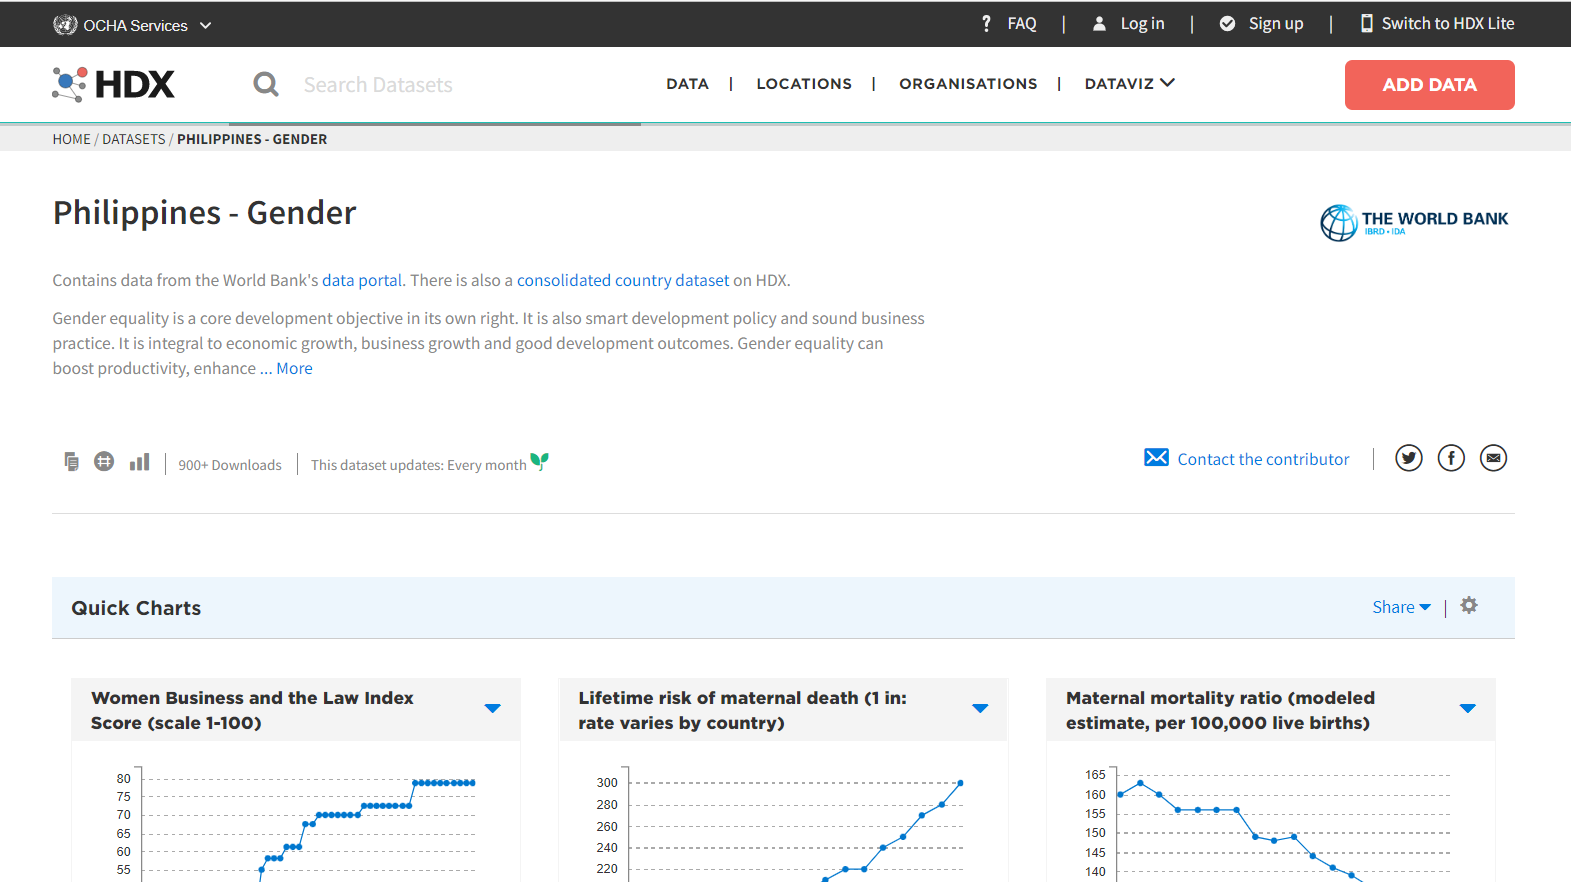 OCHA Services
FAQ | Log in | Sign up | Switch to HDX Lite
HDX
Search Datasets
DATA | LOCATIONS | ORGANISATIONS | DATAVIZ
ADD DATA
HOME / DATASETS / PHILIPPINES - GENDER
Philippines - Gender
THE WORLD BANK
IBRD • IDA
Contains data from the World Bank's data portal. There is also a consolidated country dataset on HDX.
Gender equality is a core development objective in its own right. It is also smart development policy and sound business
practice. It is integral to economic growth, business growth and good development outcomes. Gender equality can
boost productivity, enhance ... More
900+ Downloads | This dataset updates: Every month
Contact the contributor
Quick Charts
Share
Women Business and the Law Index
Score (scale 1-100)
80
75
70
65
60
55
Lifetime risk of maternal death (1 in:
rate varies by country)
300
280
260
240
220
Maternal mortality ratio (modeled
estimate, per 100,000 live births)
165
160
155
150
145
140